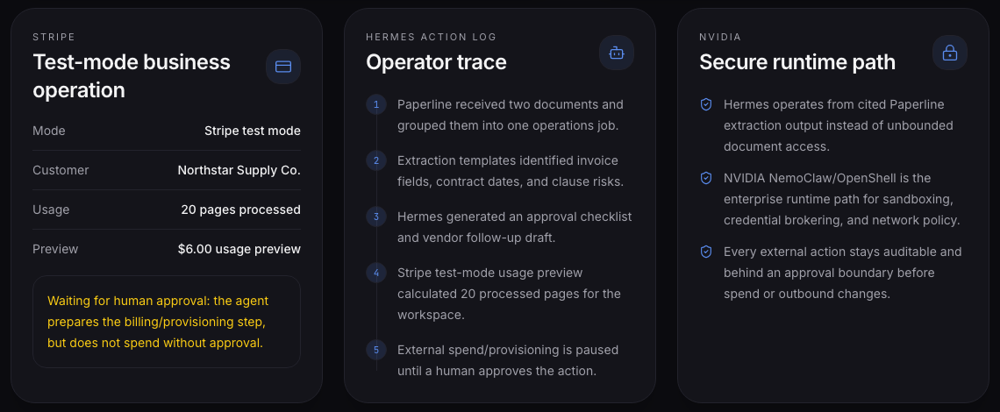 STRIPE
Test-mode business
operation
Mode
Stripe test mode
Customer
Northstar Supply Co.
Usage
20 pages processed
Preview
$6.00 usage preview
Waiting for human approval: the agent
prepares the billing/provisioning step,
but does not spend without approval.
HERMES ACTION LOG
Operator trace
1
Paperline received two documents and
grouped them into one operations job.
2
Extraction templates identified invoice
fields, contract dates, and clause risks.
3
Hermes generated an approval checklist
and vendor follow-up draft.
4
Stripe test-mode usage preview
calculated 20 processed pages for the
workspace.
5
External spend/provisioning is paused
until a human approves the action.
NVIDIA
Secure runtime path
Hermes operates from cited Paperline
extraction output instead of unbounded
document access.
NVIDIA NemoClaw/OpenShell is the
enterprise runtime path for sandboxing,
credential brokering, and network policy.
Every external action stays auditable and
behind an approval boundary before
spend or outbound changes.